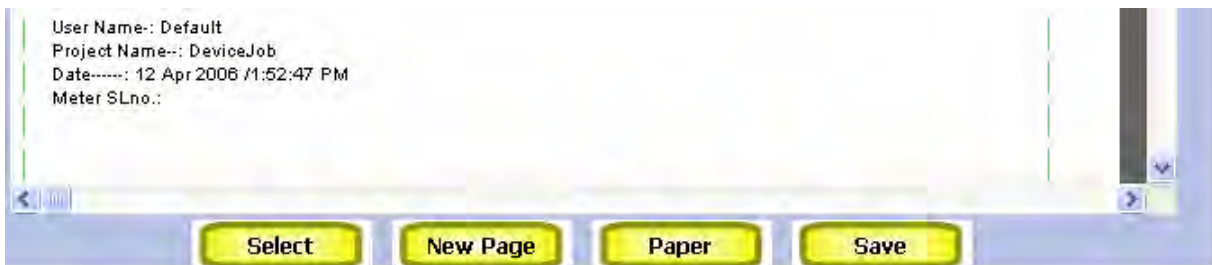 User Name-: Default
Project Name--: DeviceJob
Date------: 12 Apr 2006 /1:52:47 PM
Meter SLno.:
Select New Page Paper Save